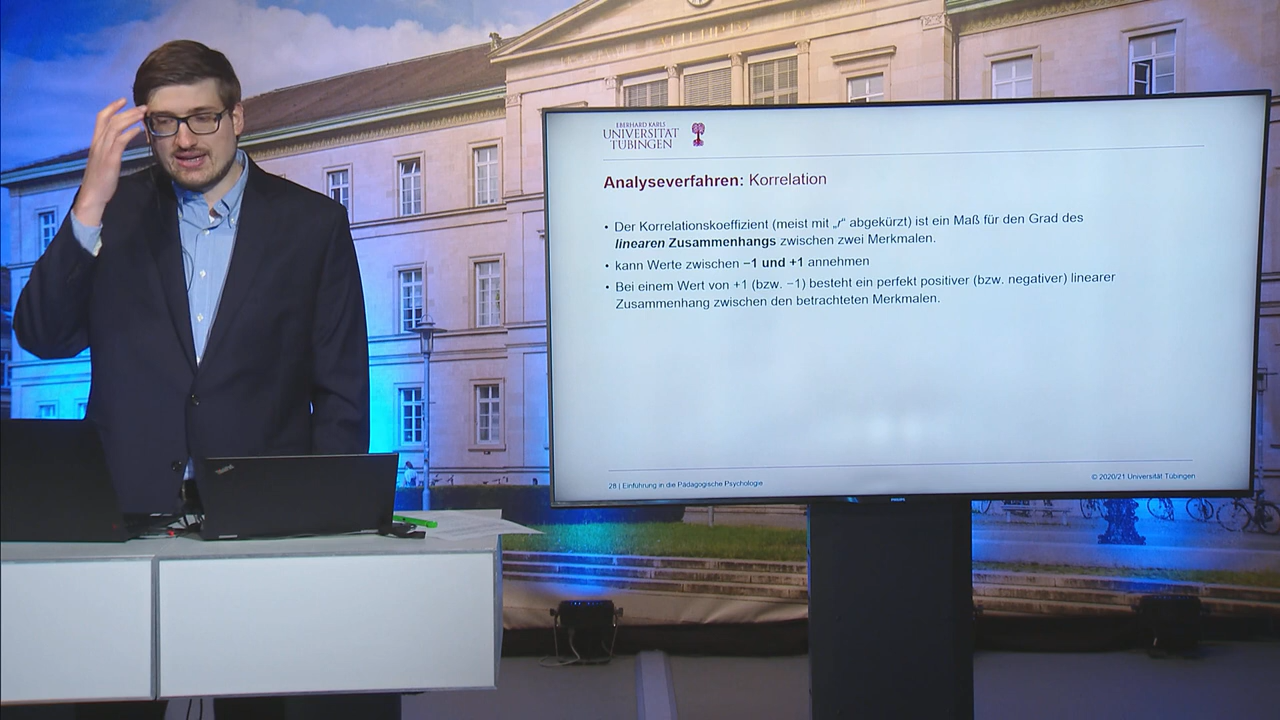 EBERHARD KARLS
UNIVERSITÄT
TÜBINGEN
Analyseverfahren: Korrelation
• Der Korrelationskoeffizient (meist mit „r“ abgekürzt) ist ein Maß für den Grad des
linearen Zusammenhangs zwischen zwei Merkmalen.
• kann Werte zwischen −1 und +1 annehmen
• Bei einem Wert von +1 (bzw. −1) besteht ein perfekt positiver (bzw. negativer) linearer
Zusammenhang zwischen den betrachteten Merkmalen.
28 | Einführung in die Pädagogische Psychologie
© 2020/21 Universität Tübingen
PHILIPS
ThinkPad